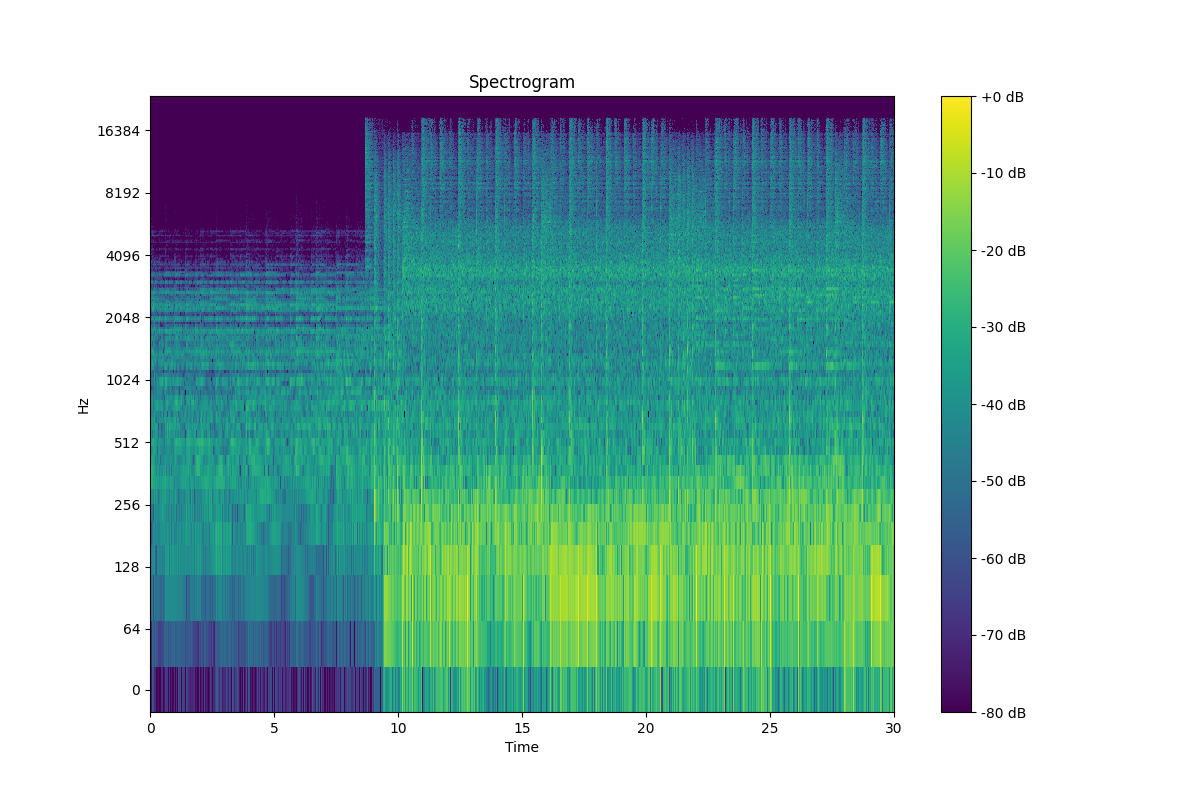 Spectrogram
Hz
16384
8192
4096
2048
1024
512
256
128
64
0
0 5 10 15 20 25 30
Time
+0 dB
-10 dB
-20 dB
-30 dB
-40 dB
-50 dB
-60 dB
-70 dB
-80 dB